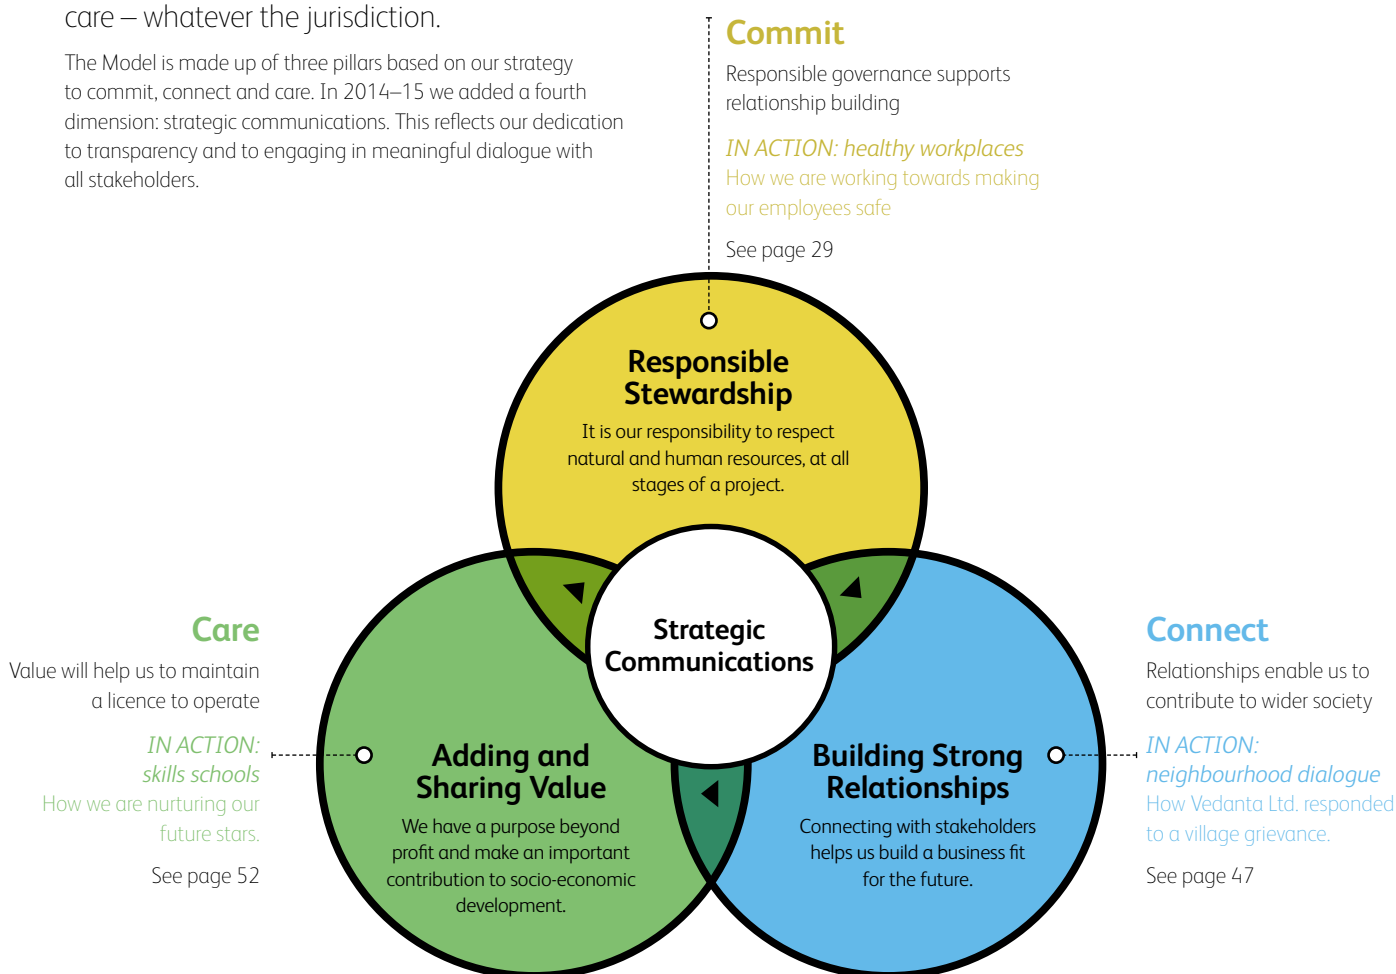 care – whatever the jurisdiction.
The Model is made up of three pillars based on our strategy
to commit, connect and care. In 2014–15 we added a fourth
dimension: strategic communications. This reflects our dedication
to transparency and to engaging in meaningful dialogue with
all stakeholders.
Commit
Responsible governance supports
relationship building
IN ACTION: healthy workplaces
How we are working towards making
our employees safe
See page 29
Responsible
Stewardship
It is our responsibility to respect
natural and human resources, at all
stages of a project.
Strategic
Communications
Care
Value will help us to maintain
a licence to operate
IN ACTION:
skills schools
How we are nurturing our
future stars.
See page 52
Adding and
Sharing Value
We have a purpose beyond
profit and make an important
contribution to socio-economic
development.
Building Strong
Relationships
Connecting with stakeholders
helps us build a business fit
for the future.
Connect
Relationships enable us to
contribute to wider society
IN ACTION:
neighbourhood dialogue
How Vedanta Ltd. responded
to a village grievance.
See page 47